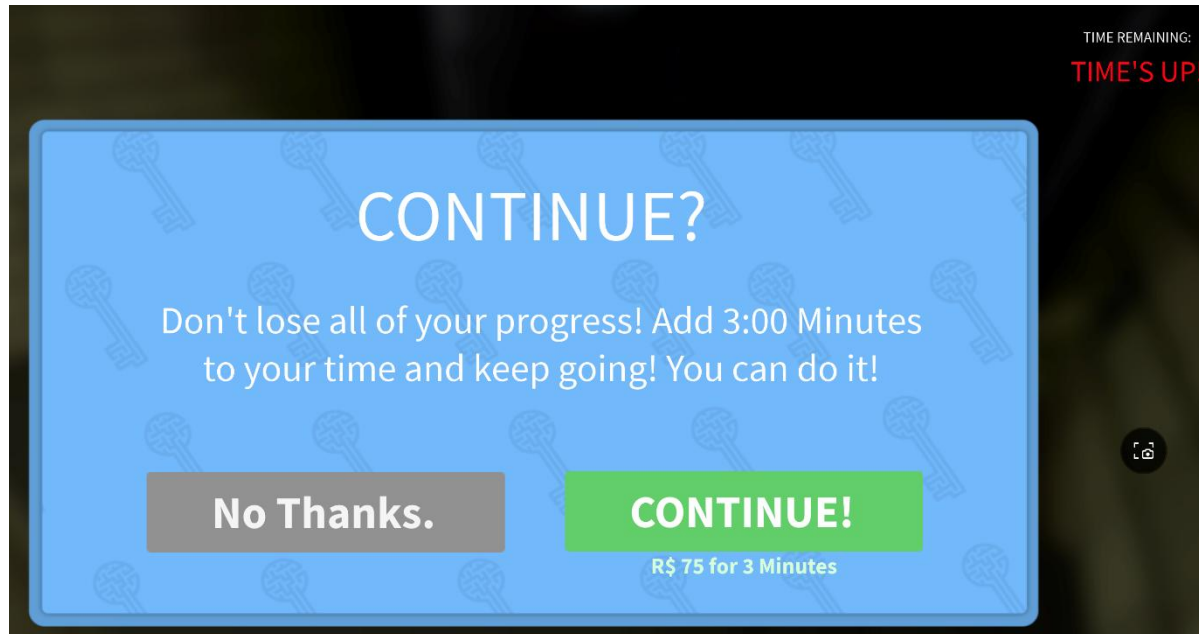 TIME REMAINING:
TIME'S UP
CONTINUE?
Don't lose all of your progress! Add 3:00 Minutes
to your time and keep going! You can do it!
No Thanks.
CONTINUE!
R$ 75 for 3 Minutes